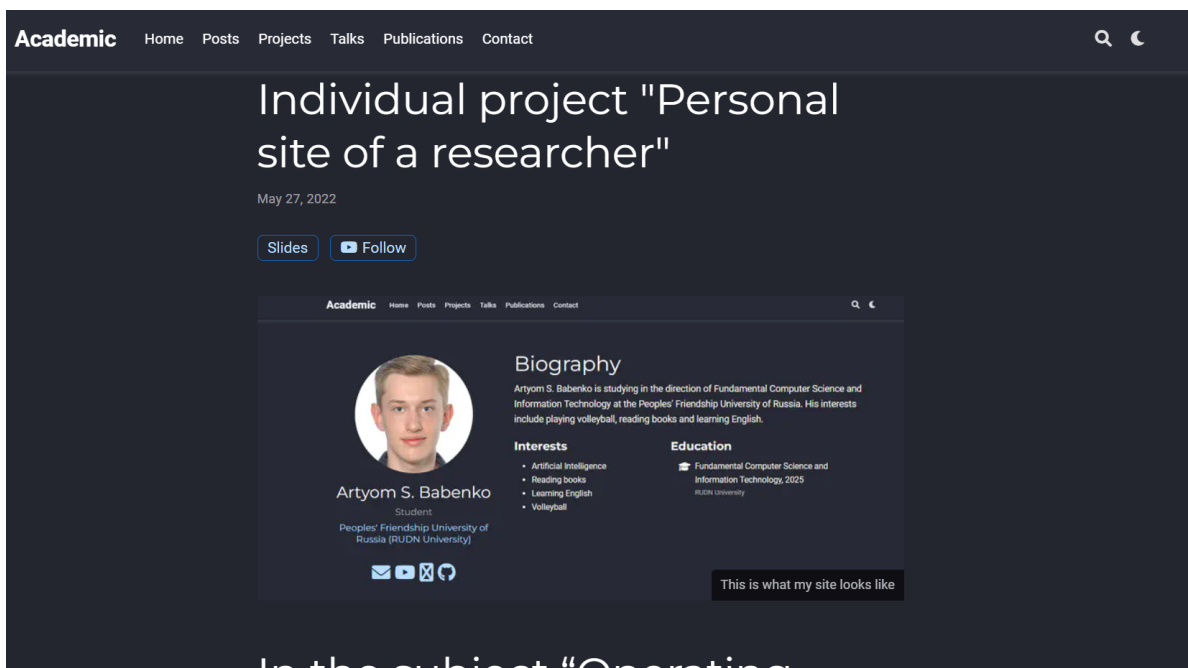 Academic Home Posts Projects Talks Publications Contact
Individual project "Personal
site of a researcher"
May 27, 2022
Slides Follow
Academic Home Posts Projects Talks Publications Contact
Biography
Artyom S. Babenko is studying in the direction of Fundamental Computer Science and
Information Technology at the Peoples' Friendship University of Russia. His interests
include playing volleyball, reading books and learning English.
Interests
• Artificial Intelligence
• Reading books
• Learning English
• Volleyball
Education
Fundamental Computer Science and
Information Technology, 2025
RUDN University
Artyom S. Babenko
Student
Peoples' Friendship University of
Russia (RUDN University)
This is what my site looks like
In the subject “Operating